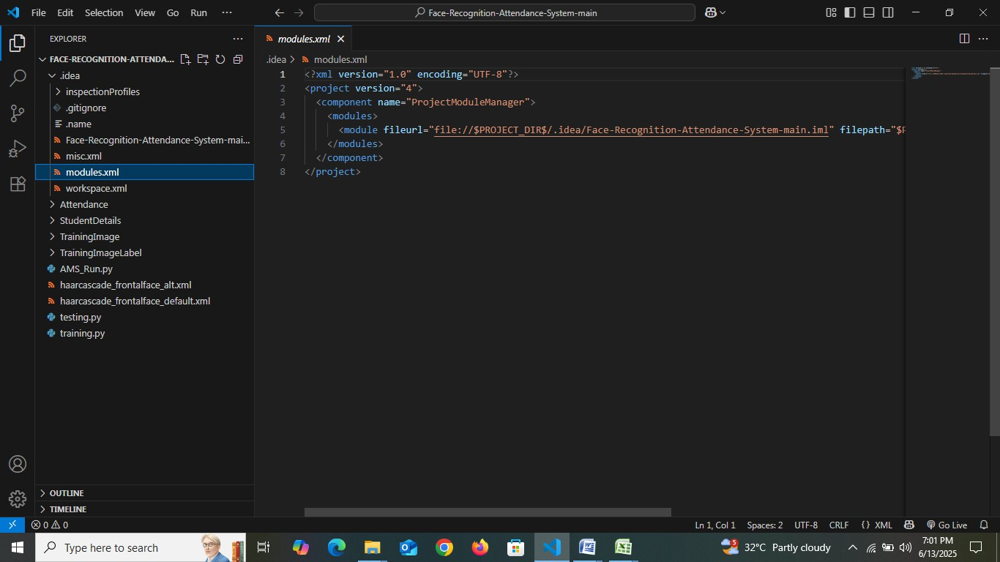 File Edit Selection View Go Run ···
Face-Recognition-Attendance-System-main
EXPLORER
FACE-RECOGNITION-ATTENDA...
.idea
inspectionProfiles
.gitignore
.name
Face-Recognition-Attendance-System-mai...
misc.xml
modules.xml
workspace.xml
Attendance
StudentDetails
TrainingImage
TrainingImageLabel
AMS_Run.py
haarcascade_frontalface_alt.xml
haarcascade_frontalface_default.xml
testing.py
training.py
OUTLINE
TIMELINE
modules.xml
.idea > modules.xml
1 <?xml version="1.0" encoding="UTF-8"?>
2 <project version="4">
3 <component name="ProjectModuleManager">
4 <modules>
5 <module fileurl="file://$PROJECT_DIR$/.idea/Face-Recognition-Attendance-System-main.iml" filepath="$P
6 </modules>
7 </component>
8 </project>
0 0 Ln 1, Col 1 Spaces: 2 UTF-8 CRLF {} XML Go Live
Type here to search
5 32°C Partly cloudy
7:01 PM
6/13/2025